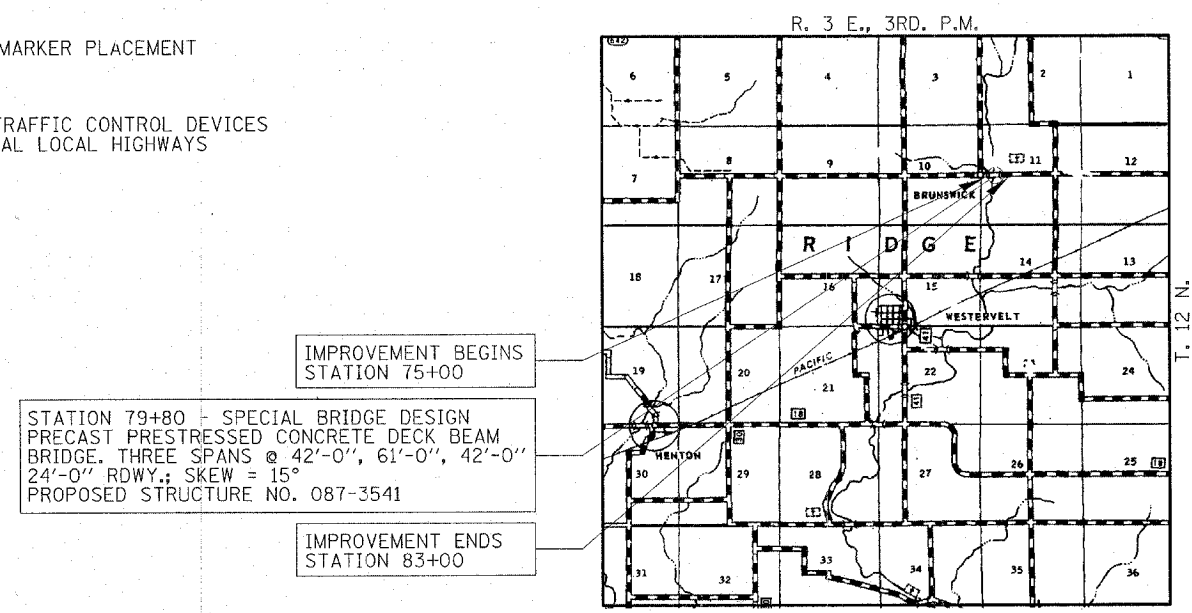 MARKER PLACEMENT
TRAFFIC CONTROL DEVICES
AL LOCAL HIGHWAYS
IMPROVEMENT BEGINS
STATION 75+00
STATION 79+80 - SPECIAL BRIDGE DESIGN
PRECAST PRESTRESSED CONCRETE DECK BEAM
BRIDGE. THREE SPANS @ 42'-0", 61'-0", 42'-0"
24'-0" RDWY.; SKEW = 15°
PROPOSED STRUCTURE NO. 087-3541
IMPROVEMENT ENDS
STATION 83+00
R. 3 E., 3RD. P.M.
6 5 4 3 2 1
7 8 9 10 11 12
BRUNSWICK
RIDGE
18 17 16 15 14 13
WESTERVELT
PACIFIC
19 20 21 22 24
18
HENTON
30 29 28 27 26 25
18
31 32 33 34 35 36
T. 12 N.